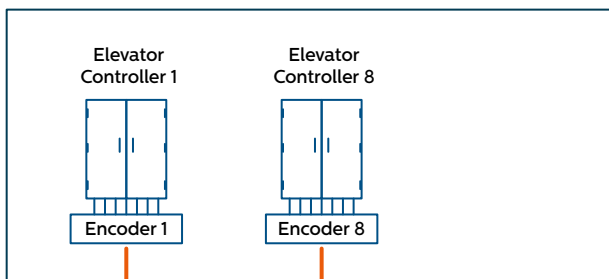 Elevator
Controller 1
Elevator
Controller 8
Encoder 1
Encoder 8